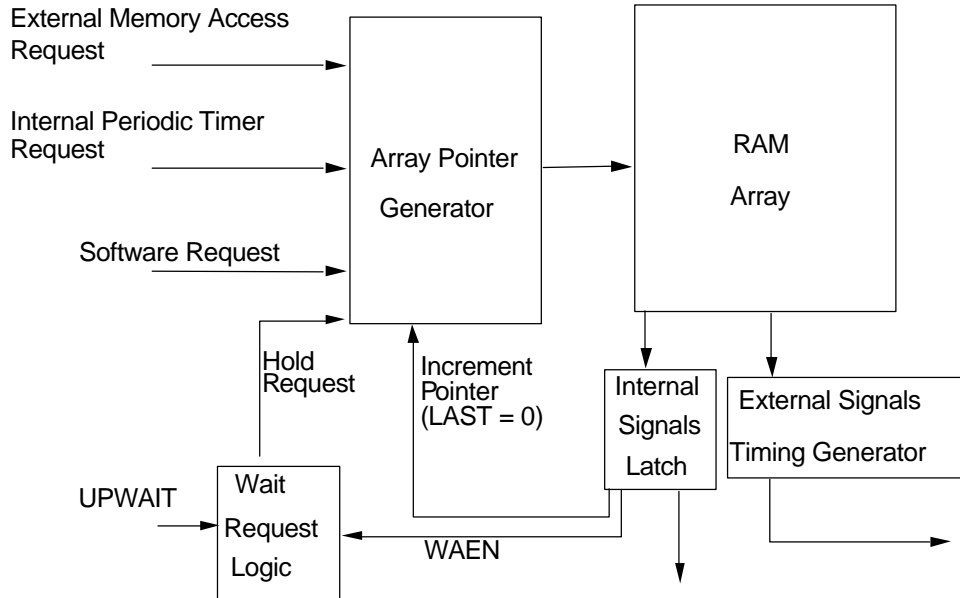 External Memory Access
Request
Internal Periodic Timer
Request
Software Request
Array Pointer
Generator
RAM
Array
Hold
Request
Increment
Pointer
(LAST = 0)
Internal
Signals
Latch
External Signals
Timing Generator
UPWAIT
Wait
Request
Logic
WAEN